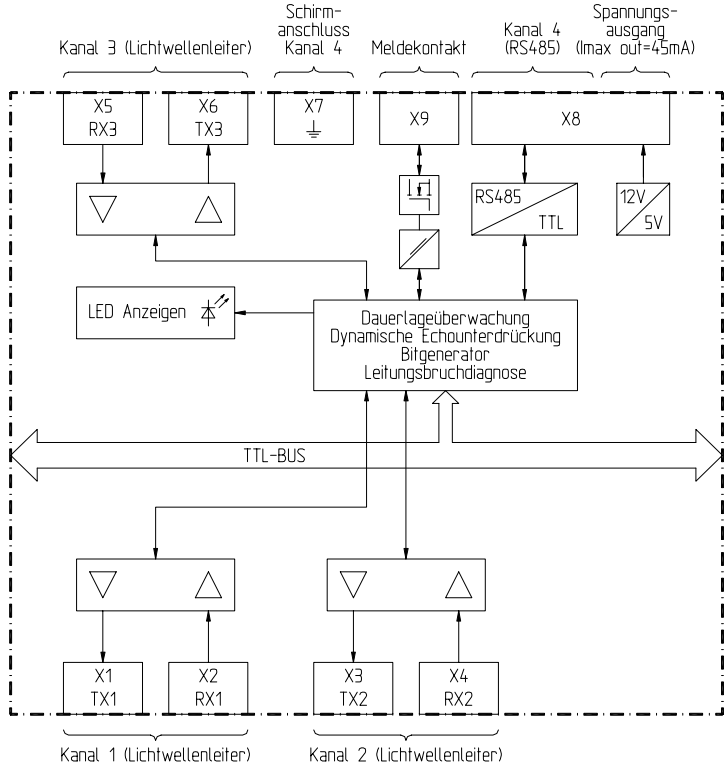 Kanal 3 (Lichtwellenleiter)
Schirm-
anschluss
Kanal 4
Meldekontakt
Kanal 4
(RS485)
Spannungs-
ausgang
(Imax out=45mA)
X5
RX3
X6
TX3
X7
X9
X8
RS485
TTL
12V
5V
LED Anzeigen
Dauerlageüberwachung
Dynamische Echounterdrückung
Bitgenerator
Leitungsbruchdiagnose
TTL-BUS
X1
TX1
X2
RX1
X3
TX2
X4
RX2
Kanal 1 (Lichtwellenleiter)
Kanal 2 (Lichtwellenleiter)